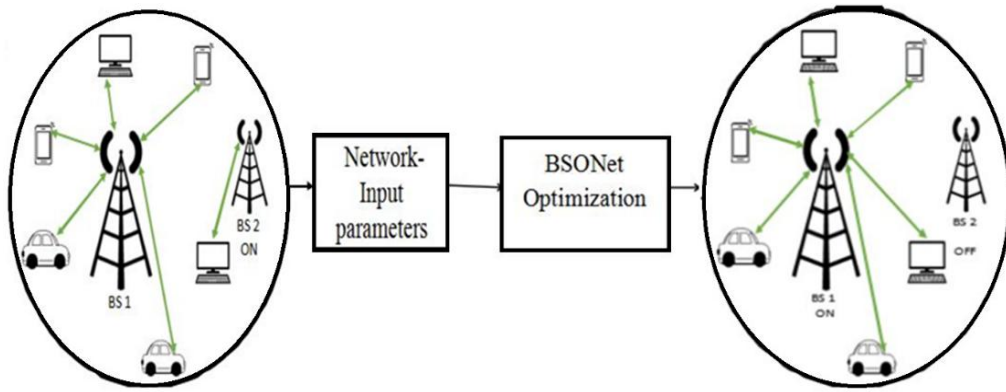 BS 2
ON
BS 1
Network-
Input
parameters
BSONet
Optimization
BS 2
OFF
BS 1
ON